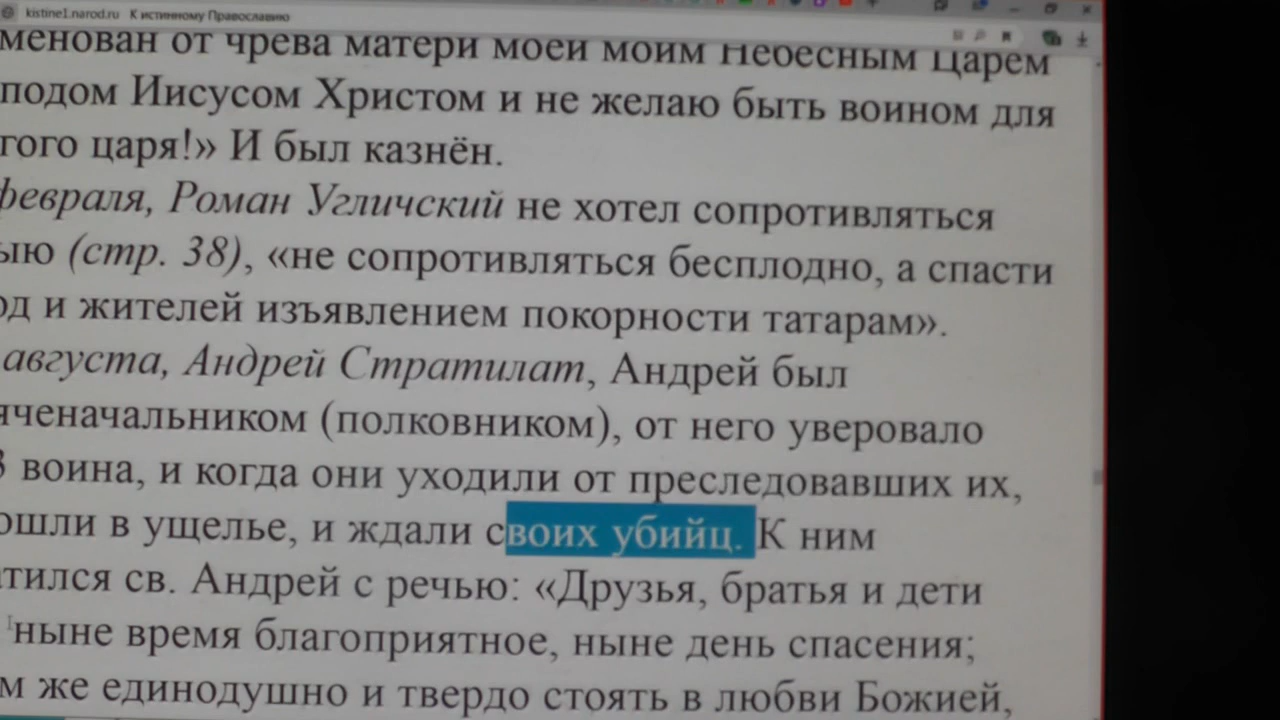 kistine1.narod.ru К истинному Православию
менован от чрева матери моей моим Небесным Царем
подом Иисусом Христом и не желаю быть воином для
гого царя!» И был казнён.
февраля, Роман Угличский не хотел сопротивляться
ыю (стр. 38), «не сопротивляться бесплодно, а спасти
од и жителей изъявлением покорности татарам».
августа, Андрей Стратилат, Андрей был
яченачальником (полковником), от него уверовало
3 воина, и когда они уходили от преследовавших их,
ошли в ущелье, и ждали своих убийц. К ним
атился св. Андрей с речью: «Друзья, братья и дети
ныне время благоприятное, ныне день спасения;
м же единодушно и твердо стоять в любви Божией,